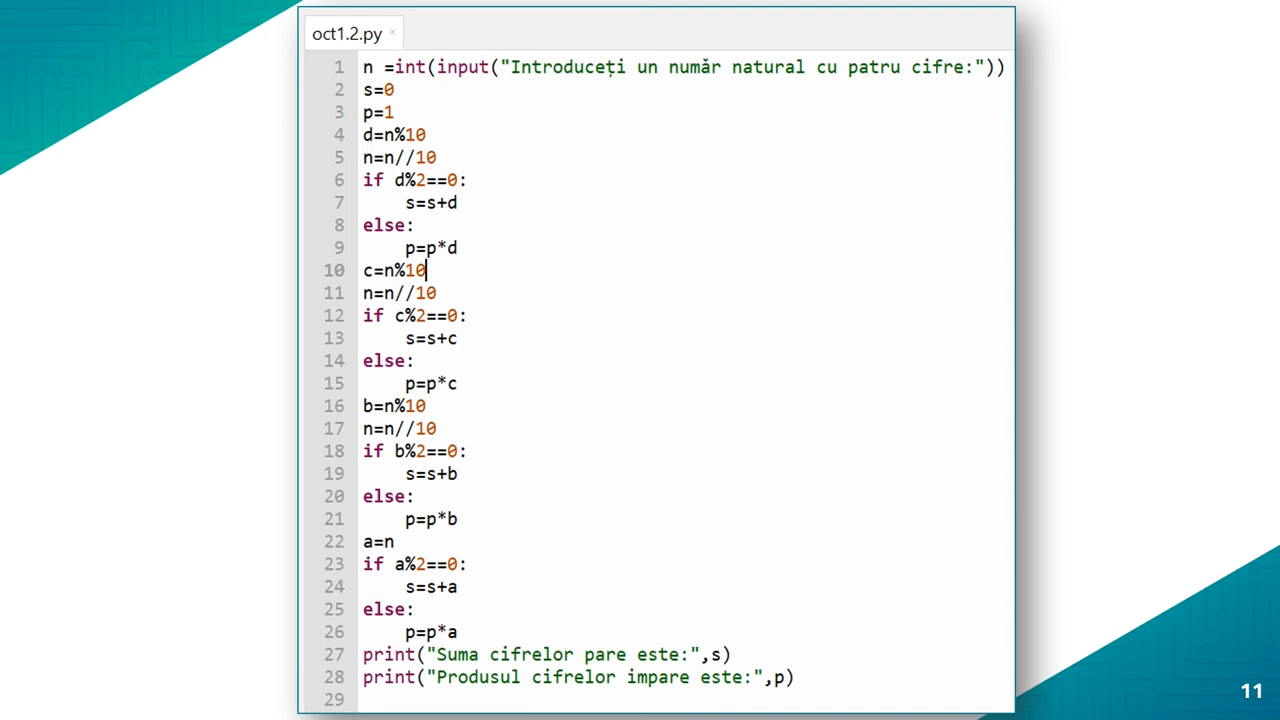 oct1.2.py ×
1 n =int(input("Introduceți un număr natural cu patru cifre:"))
2 s=0
3 p=1
4 d=n%10
5 n=n//10
6 if d%2==0:
7     s=s+d
8 else:
9     p=p*d
10 c=n%10
11 n=n//10
12 if c%2==0:
13     s=s+c
14 else:
15     p=p*c
16 b=n%10
17 n=n//10
18 if b%2==0:
19     s=s+b
20 else:
21     p=p*b
22 a=n
23 if a%2==0:
24     s=s+a
25 else:
26     p=p*a
27 print("Suma cifrelor pare este:",s)
28 print("Produsul cifrelor impare este:",p)
29
11